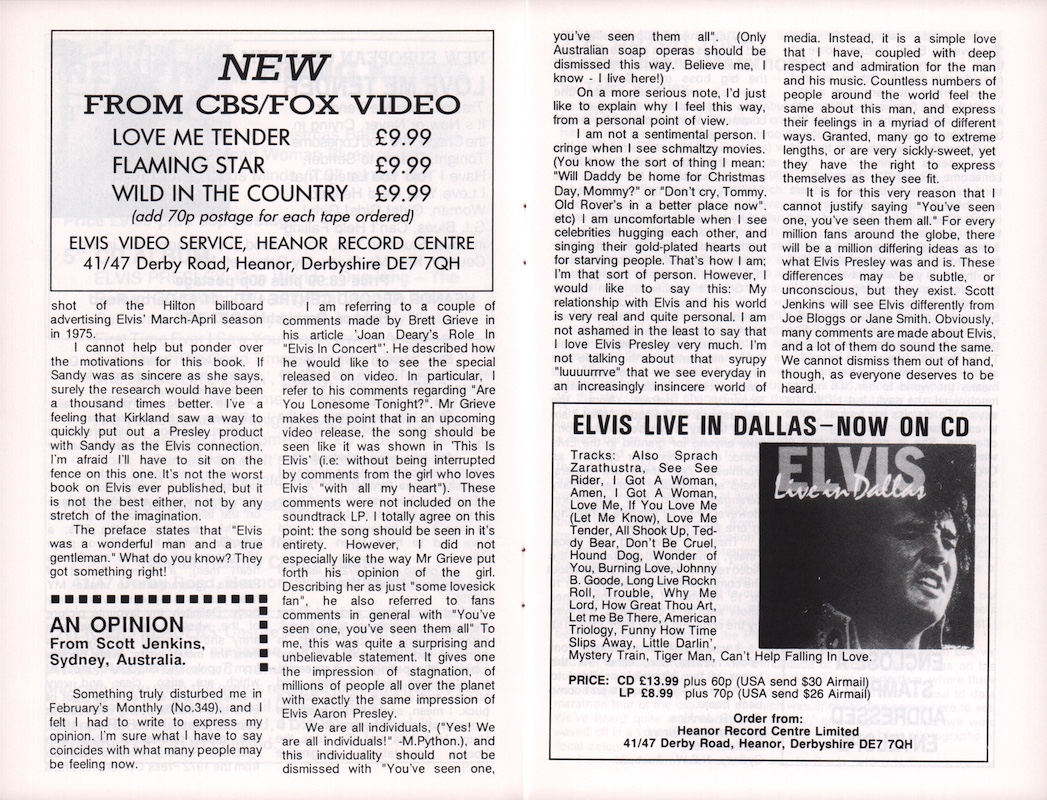 NEW
FROM CBS/FOX VIDEO
LOVE ME TENDER £9.99
FLAMING STAR £9.99
WILD IN THE COUNTRY £9.99
(add 70p postage for each tape ordered)
ELVIS VIDEO SERVICE, HEANOR RECORD CENTRE
41/47 Derby Road, Heanor, Derbyshire DE7 7QH
shot of the Hilton billboard
advertising Elvis' March-April season
in 1975.
I cannot help but ponder over
the motivations for this book. If
Sandy was as sincere as she says,
surely the research would have been
a thousand times better. I've a
feeling that Kirkland saw a way to
quickly put out a Presley product
with Sandy as the Elvis connection.
I'm afraid I'll have to sit on the
fence on this one. It's not the worst
book on Elvis ever published, but it
is not the best either, not by any
stretch of the imagination.
The preface states that "Elvis
was a wonderful man and a true
gentleman." What do you know? They
got something right!
AN OPINION
From Scott Jenkins,
Sydney, Australia.
Something truly disturbed me in
February's Monthly (No.349), and I
felt I had to write to express my
opinion. I'm sure what I have to say
coincides with what many people may
be feeling now.
I am referring to a couple of
comments made by Brett Grieve in
his article 'Joan Deary's Role In
"Elvis In Concert"'. He described how
he would like to see the special
released on video. In particular, I
refer to his comments regarding "Are
You Lonesome Tonight?". Mr Grieve
makes the point that in an upcoming
video release, the song should be
seen like it was shown in 'This Is
Elvis' (i.e: without being interrupted
by comments from the girl who loves
Elvis "with all my heart"). These
comments were not included on the
soundtrack LP. I totally agree on this
point: the song should be seen in it's
entirety. However, I did not
especially like the way Mr Grieve put
forth his opinion of the girl.
Describing her as just "some lovesick
fan", he also referred to fans
comments in general with "You've
seen one, you've seen them all" To
me, this was quite a surprising and
unbelievable statement. It gives one
the impression of stagnation, of
millions of people all over the planet
with exactly the same impression of
Elvis Aaron Presley.
We are all individuals, ("Yes! We
are all individuals!" -M.Python.), and
this individuality should not be
dismissed with "You've seen one,
you've seen them all". (Only
Australian soap operas should be
dismissed this way. Believe me, I
know - I live here!)
On a more serious note, I'd just
like to explain why I feel this way,
from a personal point of view.
I am not a sentimental person. I
cringe when I see schmaltzy movies.
(You know the sort of thing I mean:
"Will Daddy be home for Christmas
Day, Mommy?" or "Don't cry, Tommy.
Old Rover's in a better place now".
etc) I am uncomfortable when I see
celebrities hugging each other, and
singing their gold-plated hearts out
for starving people. That's how I am;
I'm that sort of person. However, I
would like to say this: My
relationship with Elvis and his world
is very real and quite personal. I am
not ashamed in the least to say that
I love Elvis Presley very much. I'm
not talking about that syrupy
"luuuurrrve" that we see everyday in
an increasingly insincere world of
media. Instead, it is a simple love
that I have, coupled with deep
respect and admiration for the man
and his music. Countless numbers of
people around the world feel the
same about this man, and express
their feelings in a myriad of different
ways. Granted, many go to extreme
lengths, or are very sickly-sweet, yet
they have the right to express
themselves as they see fit.
It is for this very reason that I
cannot justify saying "You've seen
one, you've seen them all." For every
million fans around the globe, there
will be a million differing ideas as to
what Elvis Presley was and is. These
differences may be subtle, or
unconscious, but they exist. Scott
Jenkins will see Elvis differently from
Joe Bloggs or Jane Smith. Obviously,
many comments are made about Elvis,
and a lot of them do sound the same.
We cannot dismiss them out of hand,
though, as everyone deserves to be
heard.
ELVIS LIVE IN DALLAS–NOW ON CD
Tracks: Also Sprach
Zarathustra, See See
Rider, I Got A Woman,
Amen, I Got A Woman,
Love Me, If You Love Me
(Let Me Know), Love Me
Tender, All Shook Up, Ted-
dy Bear, Don't Be Cruel,
Hound Dog, Wonder of
You, Burning Love, Johnny
B. Goode, Long Live Rockn
Roll, Trouble, Why Me
Lord, How Great Thou Art,
Let me Be There, American
Triology, Funny How Time
Slips Away, Little Darlin',
Mystery Train, Tiger Man, Can't Help Falling In Love.
ELVIS
Live in Dallas
PRICE: CD £13.99 plus 60p (USA send $30 Airmail)
LP £8.99 plus 70p (USA send $26 Airmail)
Order from:
Heanor Record Centre Limited
41/47 Derby Road, Heanor, Derbyshire DE7 7QH